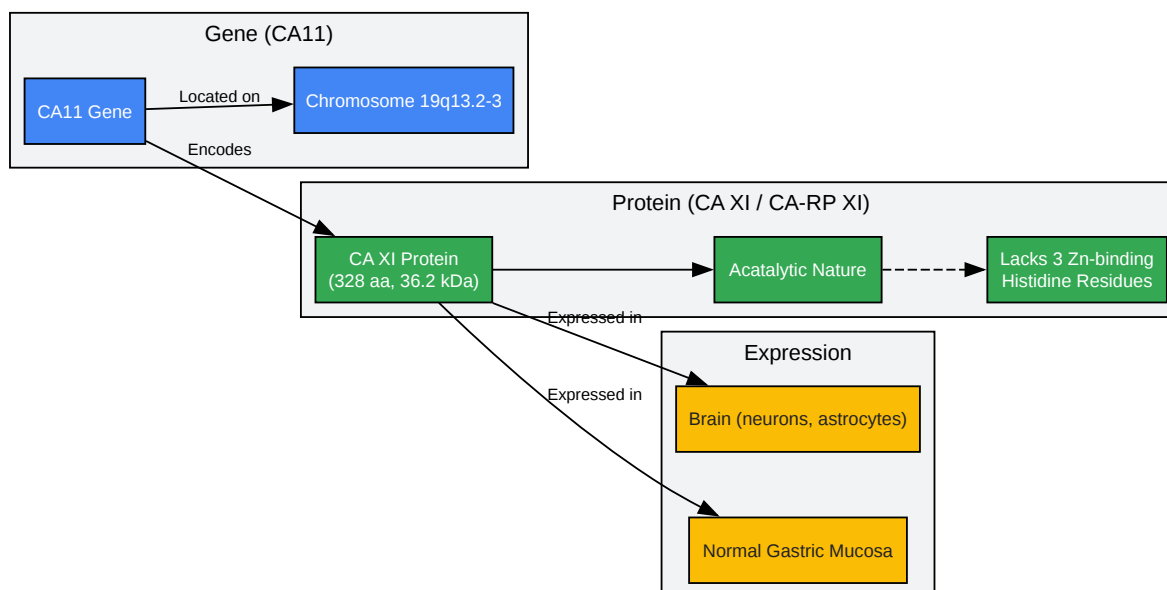 Gene (CA11)
CA11 Gene
Located on
Chromosome 19q13.2-3
Encodes
Protein (CA XI / CA-RP XI)
CA XI Protein
(328 aa, 36.2 kDa)
Acatalytic Nature
Lacks 3 Zn-binding
Histidine Residues
Expressed in
Expression
Expressed in
Brain (neurons, astrocytes)
Normal Gastric Mucosa